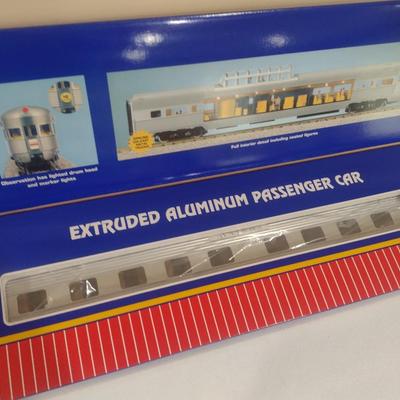 Observation has lighted drum head
and marker lights
Full interior detail including seated figures
EXTRUDED ALUMINUM PASSENGER CAR